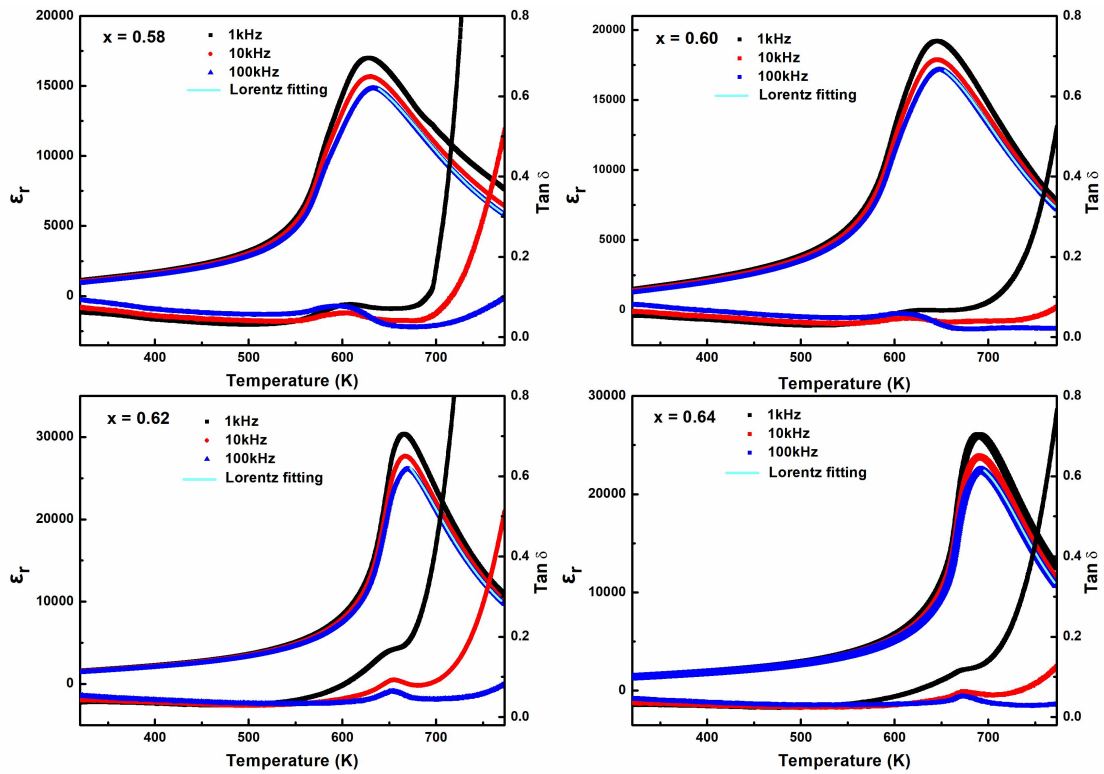 x = 0.58
1kHz
10kHz
100kHz
Lorentz fitting
20000
15000
10000
5000
0
0.8
0.6
0.4
0.2
0.0
400
500
600
700
εr
Tan δ
Temperature (K)
x = 0.60
1kHz
10kHz
100kHz
Lorentz fitting
20000
15000
10000
5000
0
0.8
0.6
0.4
0.2
0.0
400
500
600
700
εr
Tan δ
Temperature (K)
x = 0.62
1kHz
10kHz
100kHz
Lorentz fitting
30000
20000
10000
0
0.8
0.6
0.4
0.2
0.0
400
500
600
700
εr
Tan δ
Temperature (K)
x = 0.64
1kHz
10kHz
100kHz
Lorentz fitting
30000
20000
10000
0
0.8
0.6
0.4
0.2
0.0
400
500
600
700
εr
Tan δ
Temperature (K)